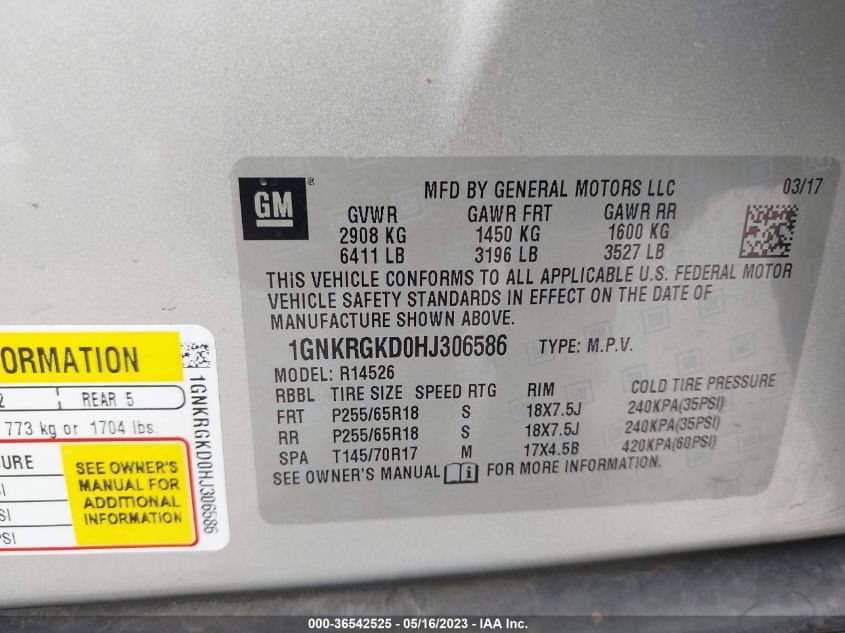 GM ®
MFD BY GENERAL MOTORS LLC 03/17
GVWR GAWR FRT GAWR RR
2908 KG 1450 KG 1600 KG
6411 LB 3196 LB 3527 LB
THIS VEHICLE CONFORMS TO ALL APPLICABLE U.S. FEDERAL MOTOR
VEHICLE SAFETY STANDARDS IN EFFECT ON THE DATE OF
MANUFACTURE SHOWN ABOVE.
1GNKRGKD0HJ306586 TYPE: M.P.V.
MODEL: R14526
RBBL TIRE SIZE SPEED RTG RIM COLD TIRE PRESSURE
FRT P255/65R18 S 18X7.5J 240KPA(35PSI)
RR P255/65R18 S 18X7.5J 240KPA(35PSI)
SPA T145/70R17 M 17X4.5B 420KPA(60PSI)
SEE OWNER'S MANUAL FOR MORE INFORMATION.
ORMATION
2 REAR 5
773 kg or 1704 lbs.
SURE
SI
SI
PSI
SEE OWNER'S
MANUAL FOR
ADDITIONAL
INFORMATION
1GNKRGKD0HJ306586
000-36542525 - 05/16/2023 - IAA Inc.